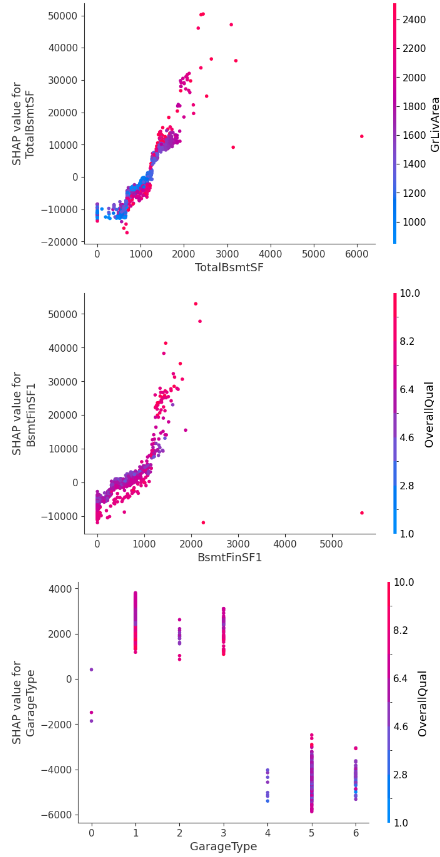 50000
40000
30000
20000
10000
0
−10000
−20000
SHAP value for
TotalBsmtSF
0 1000 2000 3000 4000 5000 6000
TotalBsmtSF
2400
2200
2000
1800
1600
1400
1200
1000
GrLivArea
50000
40000
30000
20000
10000
0
−10000
SHAP value for
BsmtFinSF1
0 1000 2000 3000 4000 5000
BsmtFinSF1
10.0
8.2
6.4
4.6
2.8
1.0
OverallQual
4000
2000
0
−2000
−4000
−6000
SHAP value for
GarageType
0 1 2 3 4 5 6
GarageType
10.0
8.2
6.4
4.6
2.8
1.0
OverallQual